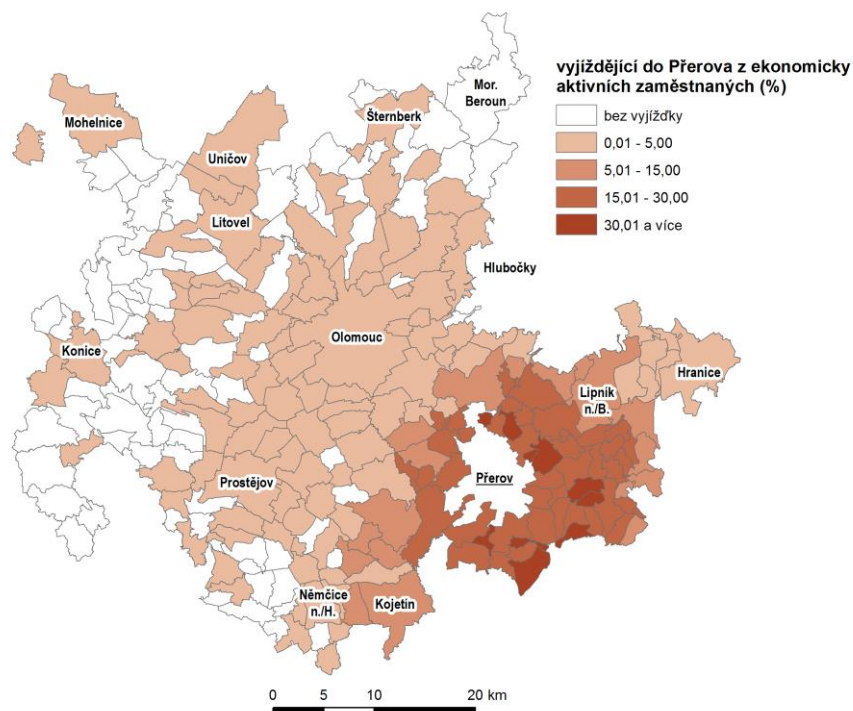 vyjíždějící do Přerova z ekonomicky
aktivních zaměstnaných (%)
bez vyjížďky
0,01 - 5,00
5,01 - 15,00
15,01 - 30,00
30,01 a více
Mor.
Beroun
Mohelnice
Šternberk
Uničov
Litovel
Hlubočky
Olomouc
Konice
Hranice
Lipník
n./B.
Přerov
Prostějov
Němčice
n./H.
Kojetín
0 5 10 20 km